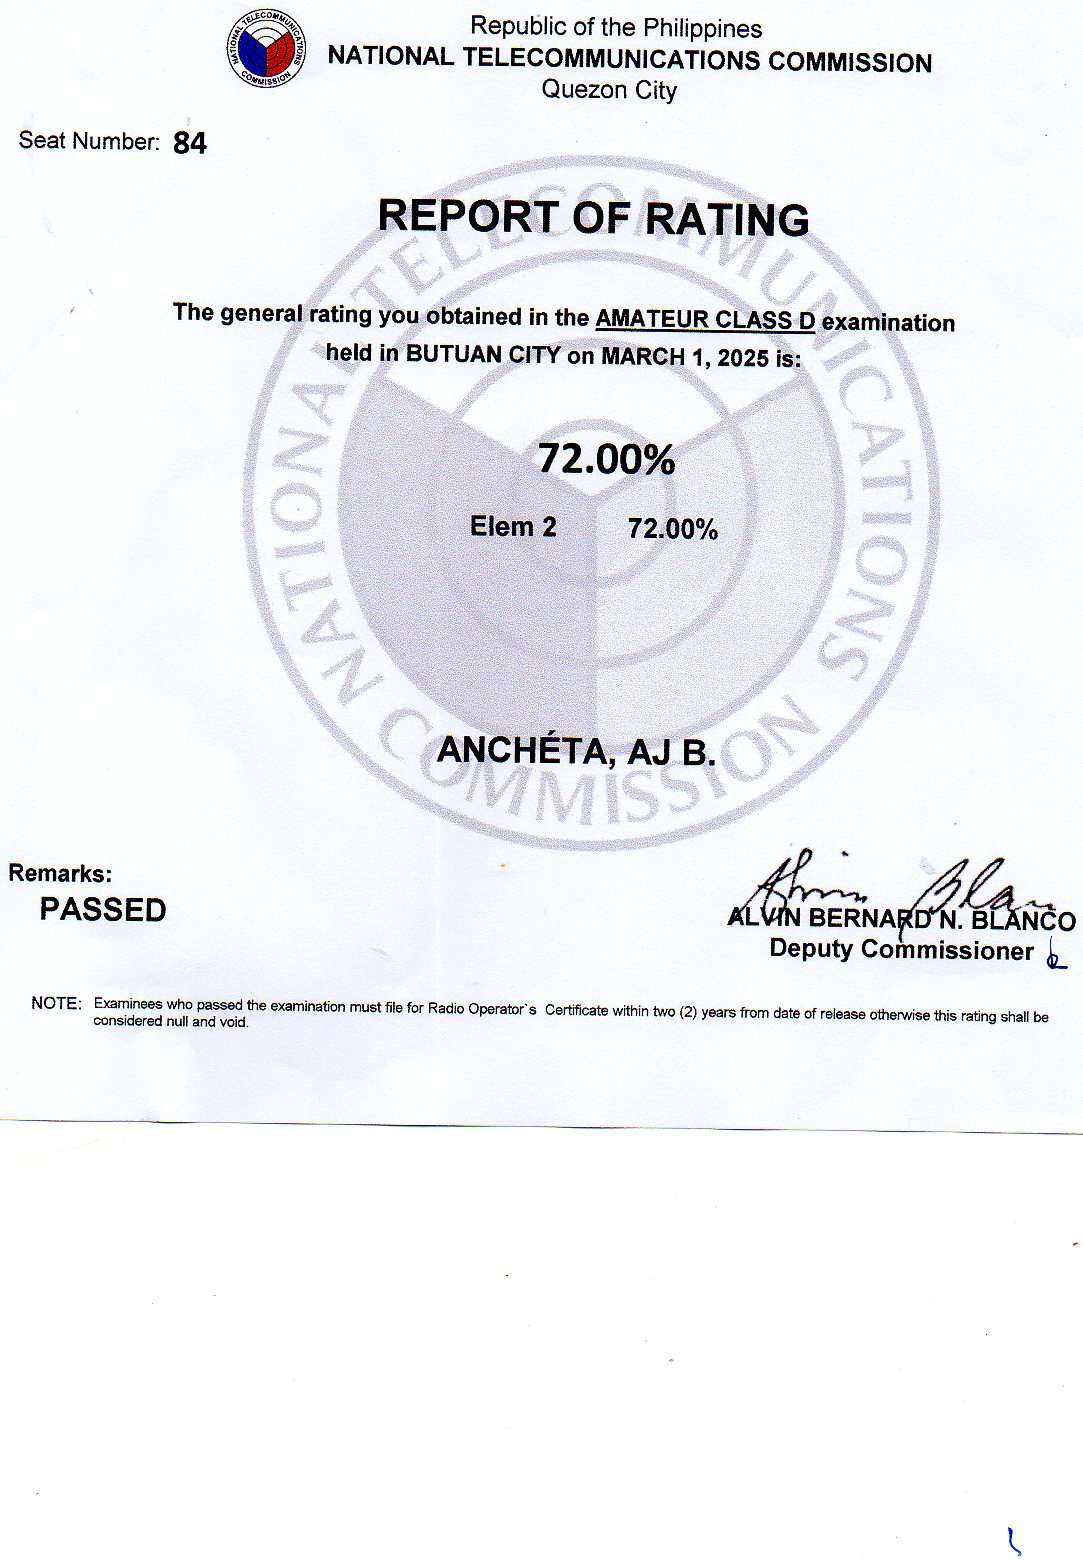 Republic of the Philippines
NATIONAL TELECOMMUNICATIONS COMMISSION
Quezon City
NATIONAL TELECOMMUNICATIONS COMMISSION
Seat Number: 84
REPORT OF RATING
The general rating you obtained in the AMATEUR CLASS D examination
held in BUTUAN CITY on MARCH 1, 2025 is:
72.00%
Elem 2 72.00%
ANCHÉTA, AJ B.
NATIONAL TELECOMMUNICATIONS COMMISSION
Remarks:
PASSED
Alvin Blanco
ALVIN BERNARD N. BLANCO
Deputy Commissioner
NOTE: Examinees who passed the examination must file for Radio Operator`s Certificate within two (2) years from date of release otherwise this rating shall be
considered null and void.